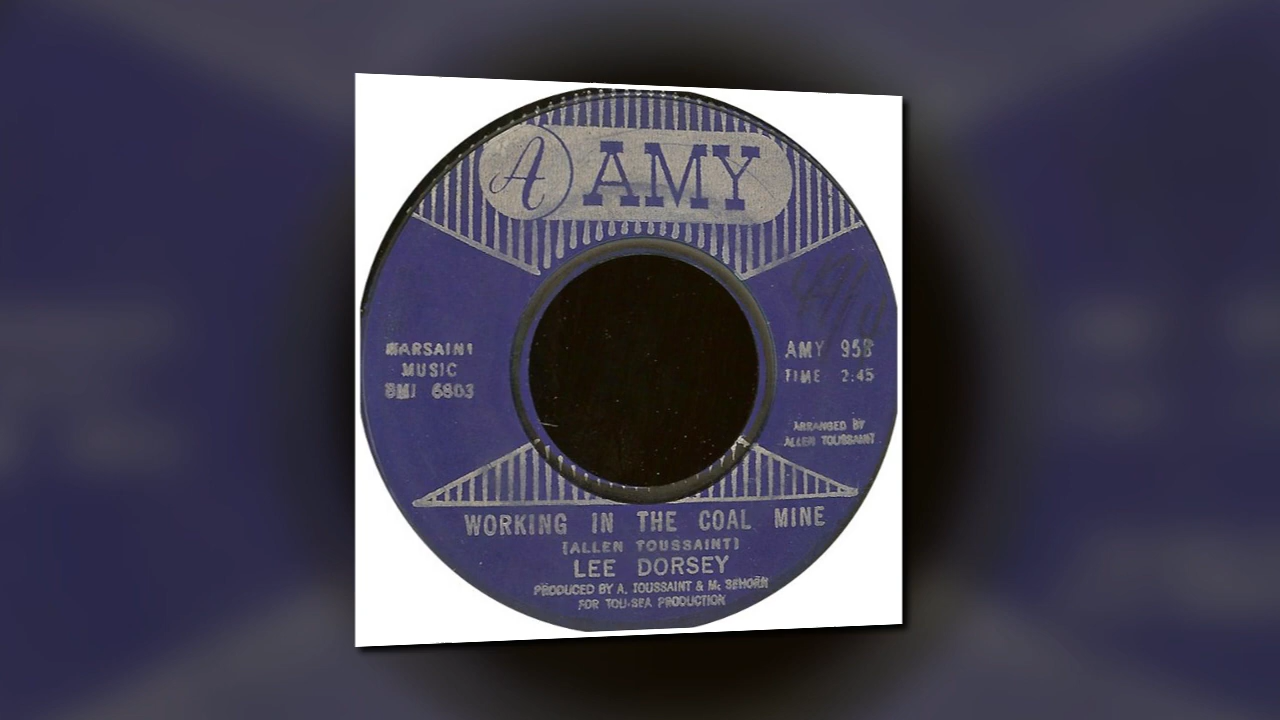 A AMY
MARSAINT
MUSIC
BMI 6803
AMY 958
TIME 2:45
ARRANGED BY
ALLEN TOUSSAINT
WORKING IN THE COAL MINE
(ALLEN TOUSSAINT)
LEE DORSEY
PRODUCED BY A. TOUSSAINT & M. SEHORN
FOR TOU-SEA PRODUCTION